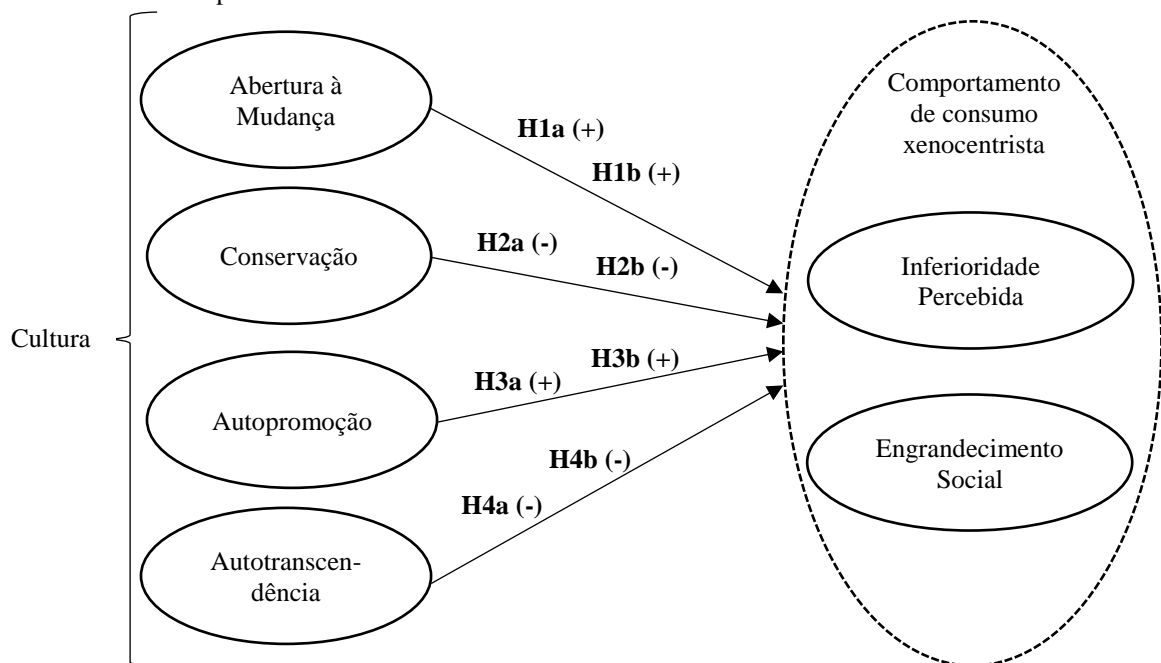 Abertura à
Mudança
Conservação
Cultura
Autopromoção
Autotranscen-
dência
H1a (+)
H1b (+)
H2a (-)
H2b (-)
H3a (+)
H3b (+)
H4b (-)
H4a (-)
Comportamento
de consumo
xenocentrista
Inferioridade
Percebida
Engrandecimento
Social